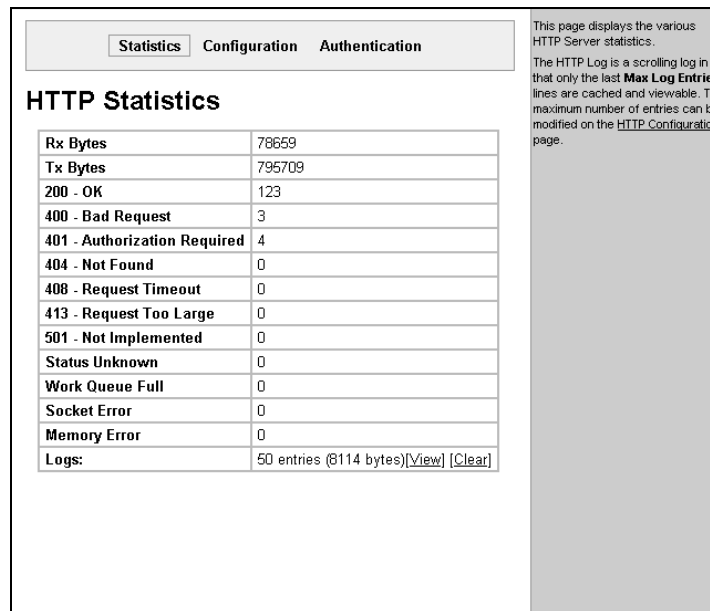 Statistics Configuration Authentication
HTTP Statistics
Rx Bytes 78659
Tx Bytes 795709
200 - OK 123
400 - Bad Request 3
401 - Authorization Required 4
404 - Not Found 0
408 - Request Timeout 0
413 - Request Too Large 0
501 - Not Implemented 0
Status Unknown 0
Work Queue Full 0
Socket Error 0
Memory Error 0
Logs: 50 entries (8114 bytes)[View] [Clear]
This page displays the various
HTTP Server statistics.
The HTTP Log is a scrolling log in
that only the last Max Log
lines are cached and viewable.
maximum number of entries can
modified on the HTTP
page.